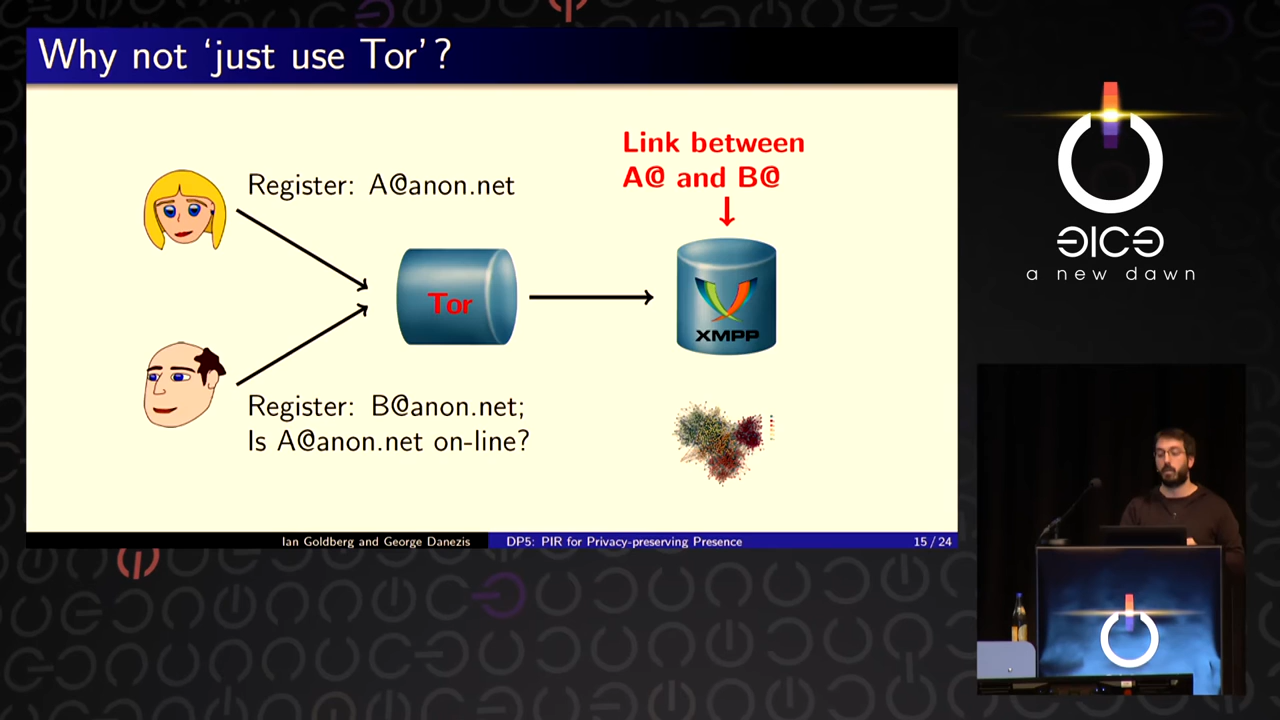 Why not ‘just use Tor’?
Link between
A@ and B@
Register: A@anon.net
Tor
XMPP
Register: B@anon.net;
Is A@anon.net on-line?
Ian Goldberg and George Danezis
DP5: PIR for Privacy-preserving Presence
15 / 24
a new dawn